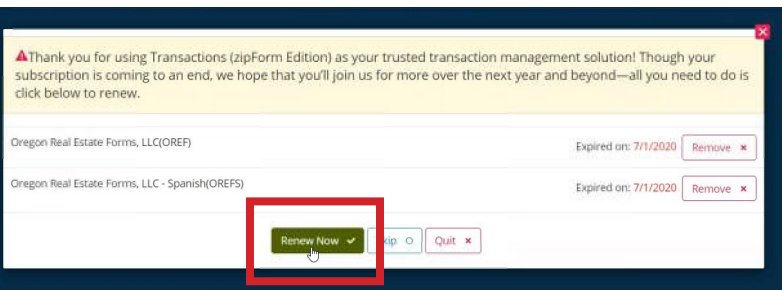 Thank you for using Transactions (zipForm Edition) as your trusted transaction management solution! Though your
subscription is coming to an end, we hope that you'll join us for more over the next year and beyond—all you need to do is
click below to renew.
Oregon Real Estate Forms, LLC(OREF) Expired on: 7/1/2020 Remove ×
Oregon Real Estate Forms, LLC - Spanish(OREFS) Expired on: 7/1/2020 Remove ×
Renew Now Quit ×